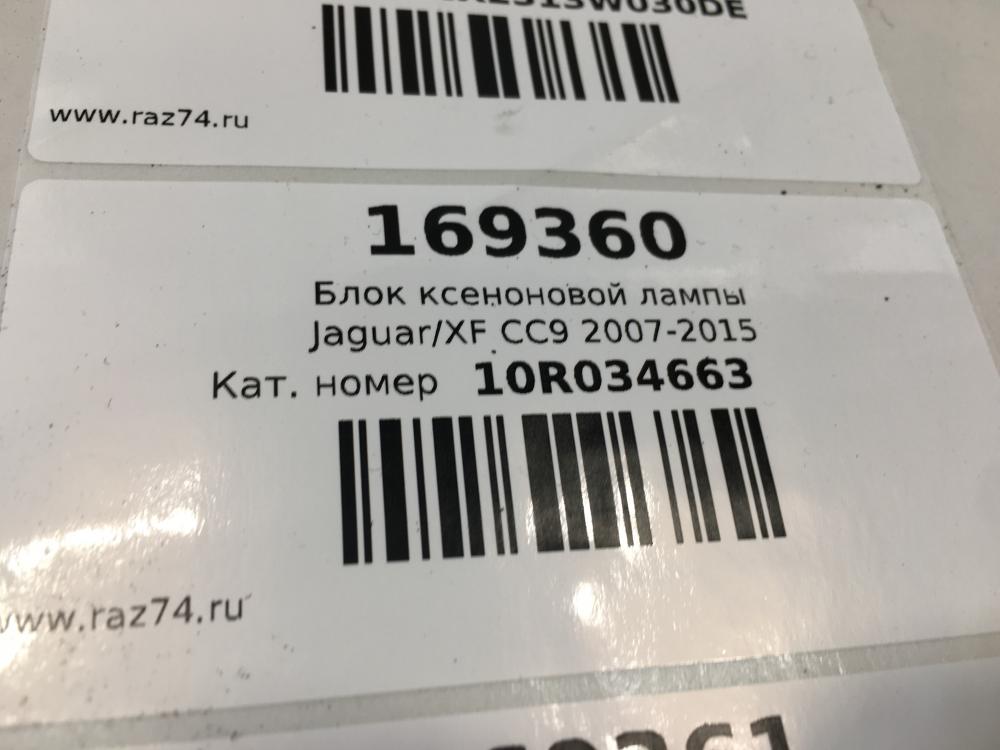 www.raz74.ru
169360
Блок ксеноновой лампы
Jaguar/XF CC9 2007-2015
Кат. номер 10R034663
www.raz74.ru